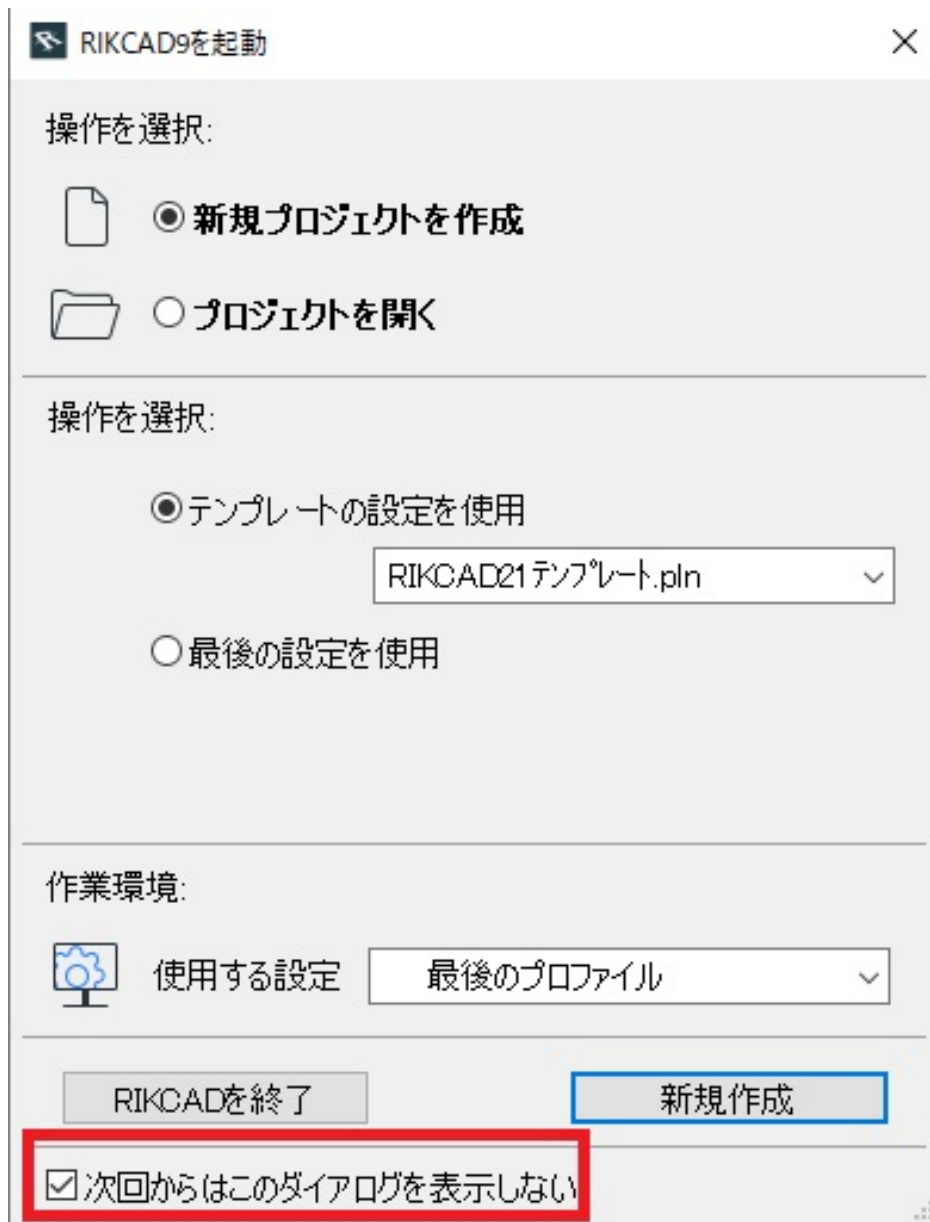 RIKCAD9を起動
操作を選択:
新規プロジェクトを作成
プロジェクトを開く
操作を選択:
テンプレートの設定を使用
RIKCAD21テンプレート.pln
最後の設定を使用
作業環境:
使用する設定 最後のプロファイル
RIKCADを終了 新規作成
次回からはこのダイアログを表示しない